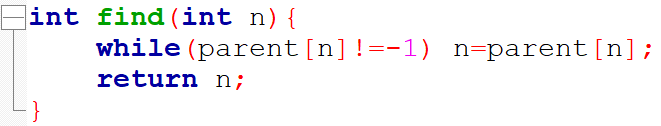 int find(int n){
    while(parent[n]!=-1) n=parent[n];
    return n;
}